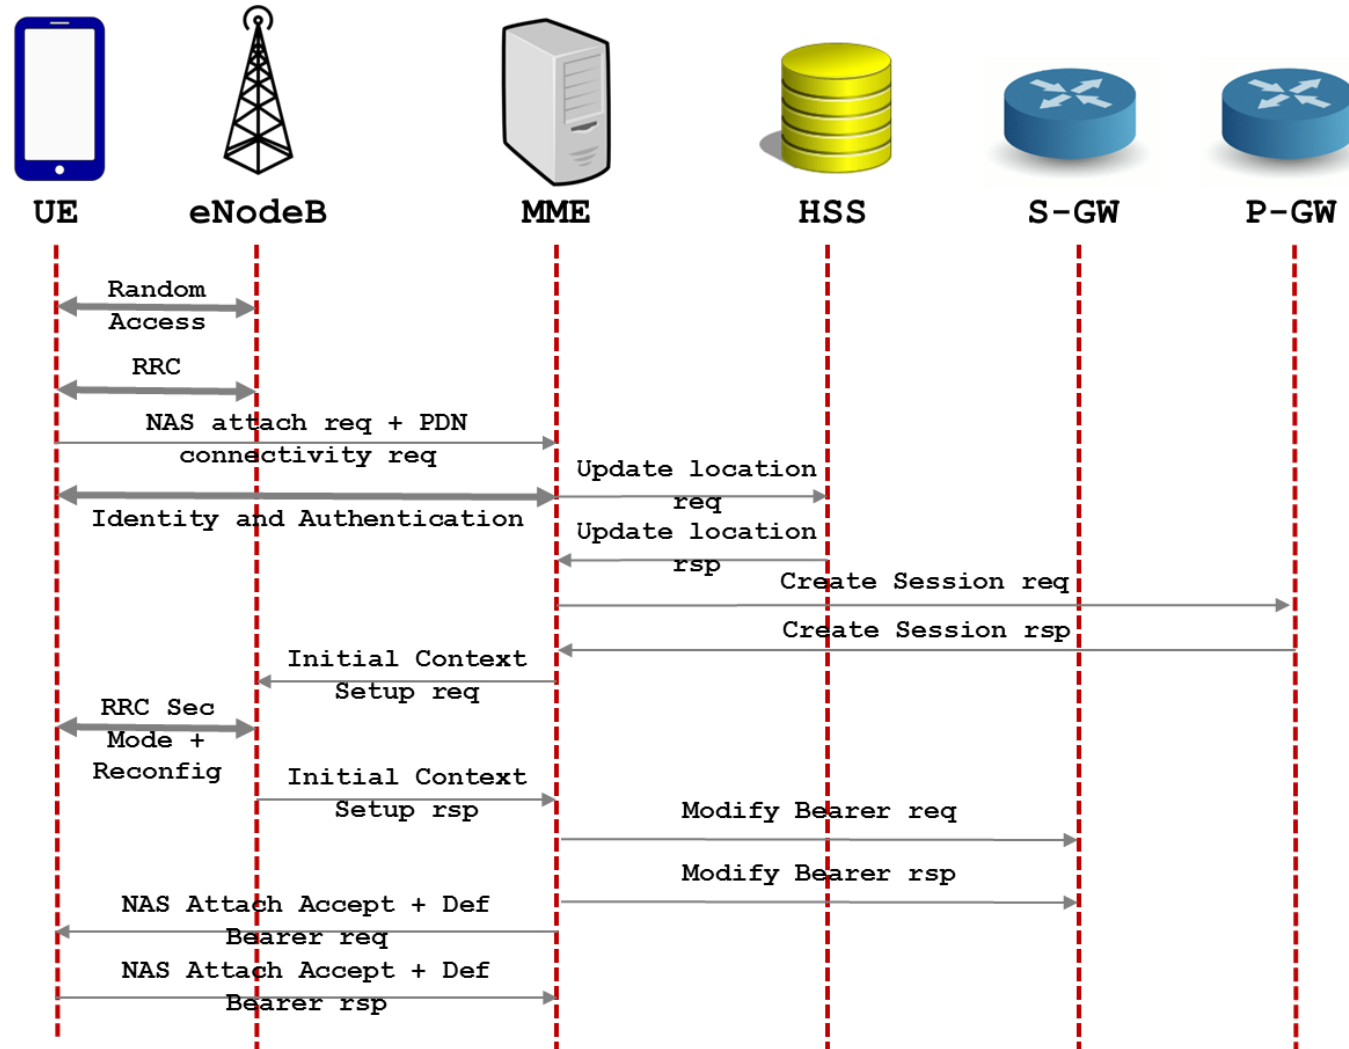 UE eNodeB MME HSS S-GW P-GW
Random
Access
RRC
NAS attach req + PDN
connectivity req
Update location
req
Identity and Authentication
Update location
rsp
Create Session req
Create Session rsp
Initial Context
Setup req
RRC Sec
Mode +
Reconfig
Initial Context
Setup rsp
Modify Bearer req
Modify Bearer rsp
NAS Attach Accept + Def
Bearer req
NAS Attach Accept + Def
Bearer rsp